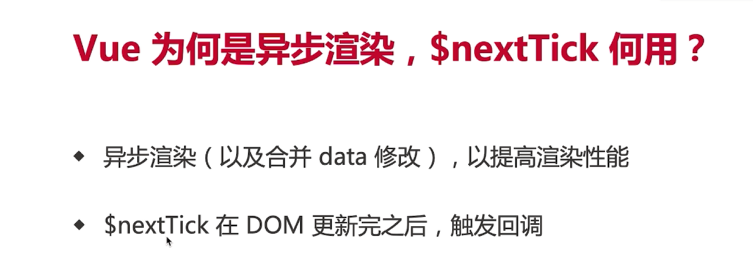 Vue 为何是异步渲染，$nextTick 何用？
◆ 异步渲染（以及合并 data 修改），以提高渲染性能
◆ $nextTick 在 DOM 更新完之后，触发回调